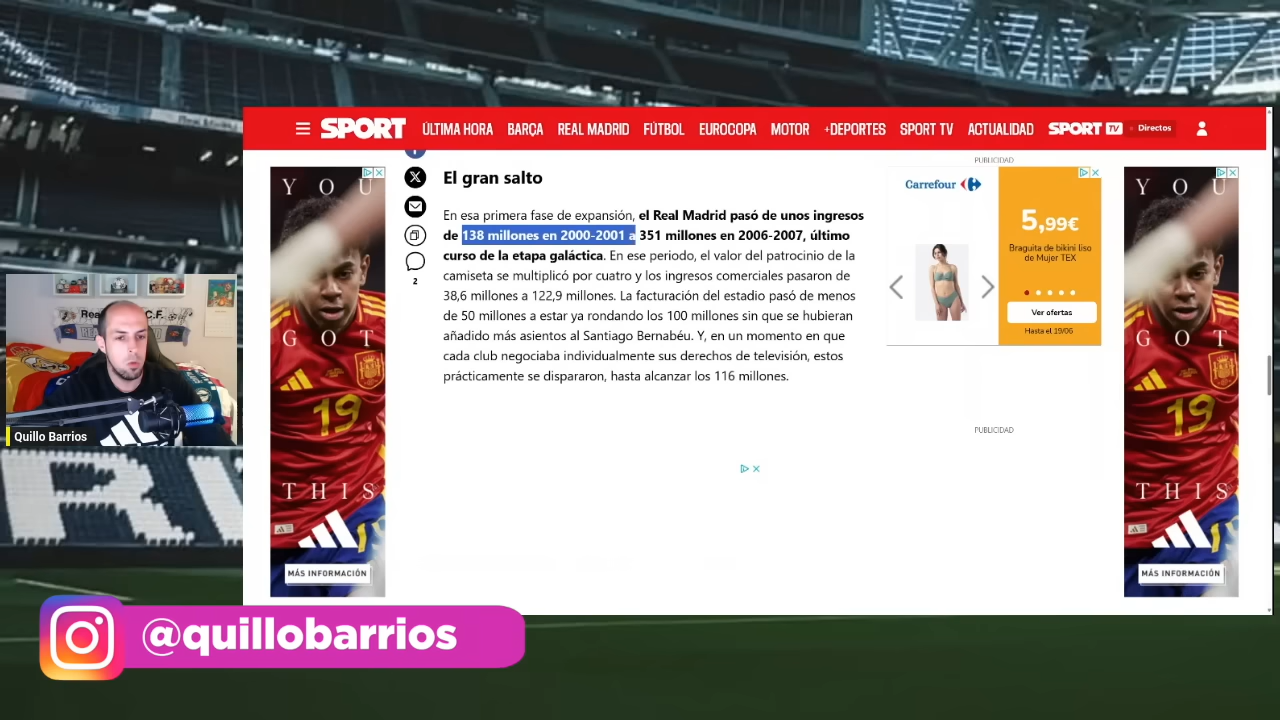 SPORT
ÚLTIMA HORA
BARÇA
REAL MADRID
FÚTBOL
EUROCOPA
MOTOR
+DEPORTES
SPORT TV
ACTUALIDAD
SPORT TV
Directos
PUBLICIDAD
El gran salto
En esa primera fase de expansión, el Real Madrid pasó de unos ingresos
de 138 millones en 2000-2001 a 351 millones en 2006-2007, último
curso de la etapa galáctica. En ese periodo, el valor del patrocinio de la
camiseta se multiplicó por cuatro y los ingresos comerciales pasaron de
38,6 millones a 122,9 millones. La facturación del estadio pasó de menos
de 50 millones a estar ya rondando los 100 millones sin que se hubieran
añadido más asientos al Santiago Bernabéu. Y, en un momento en que
cada club negociaba individualmente sus derechos de televisión, estos
prácticamente se dispararon, hasta alcanzar los 116 millones.
2
YOU
GOT
19
THIS
MÁS INFORMACIÓN
Carrefour
5,99€
Braguita de bikini liso
de Mujer TEX
Ver ofertas
Hasta el 19/06
PUBLICIDAD
YOU
GOT
19
THIS
MÁS INFORMACIÓN
Quillo Barrios
@quillobarrios